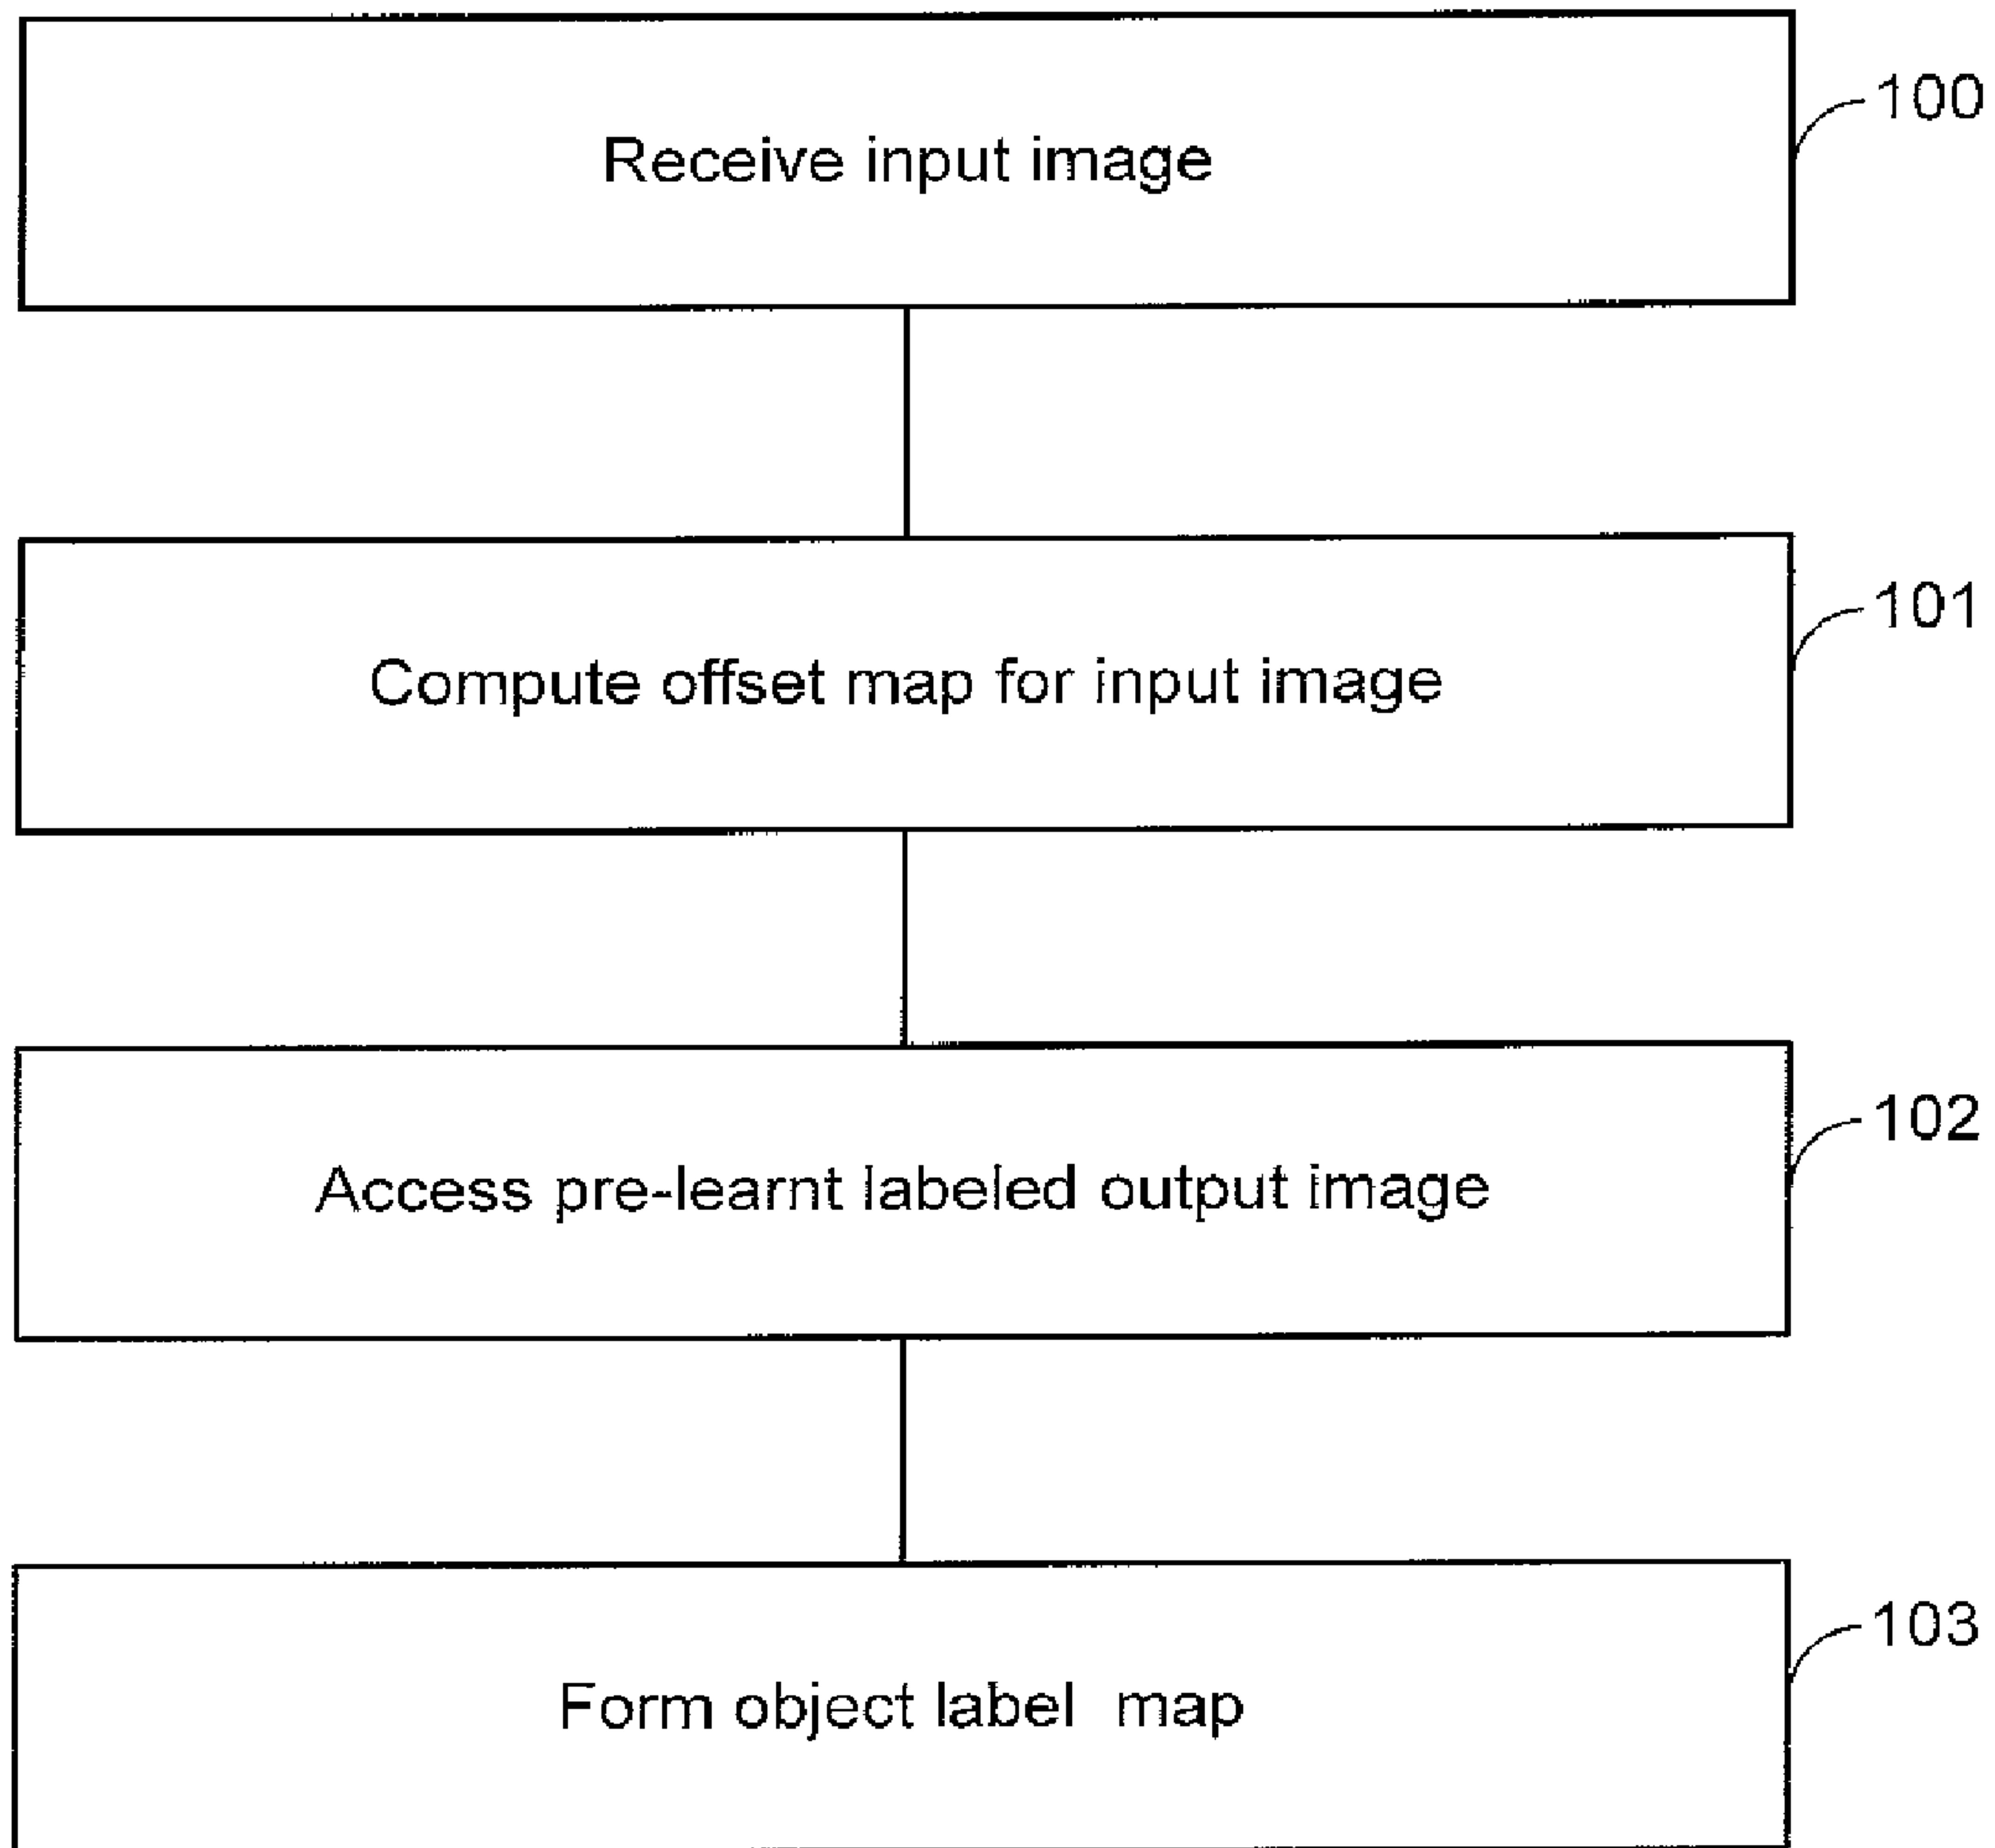 Receive input image
100
Compute offset map for input image
101
Access pre-learnt labeled output image
102
Form object label map
103